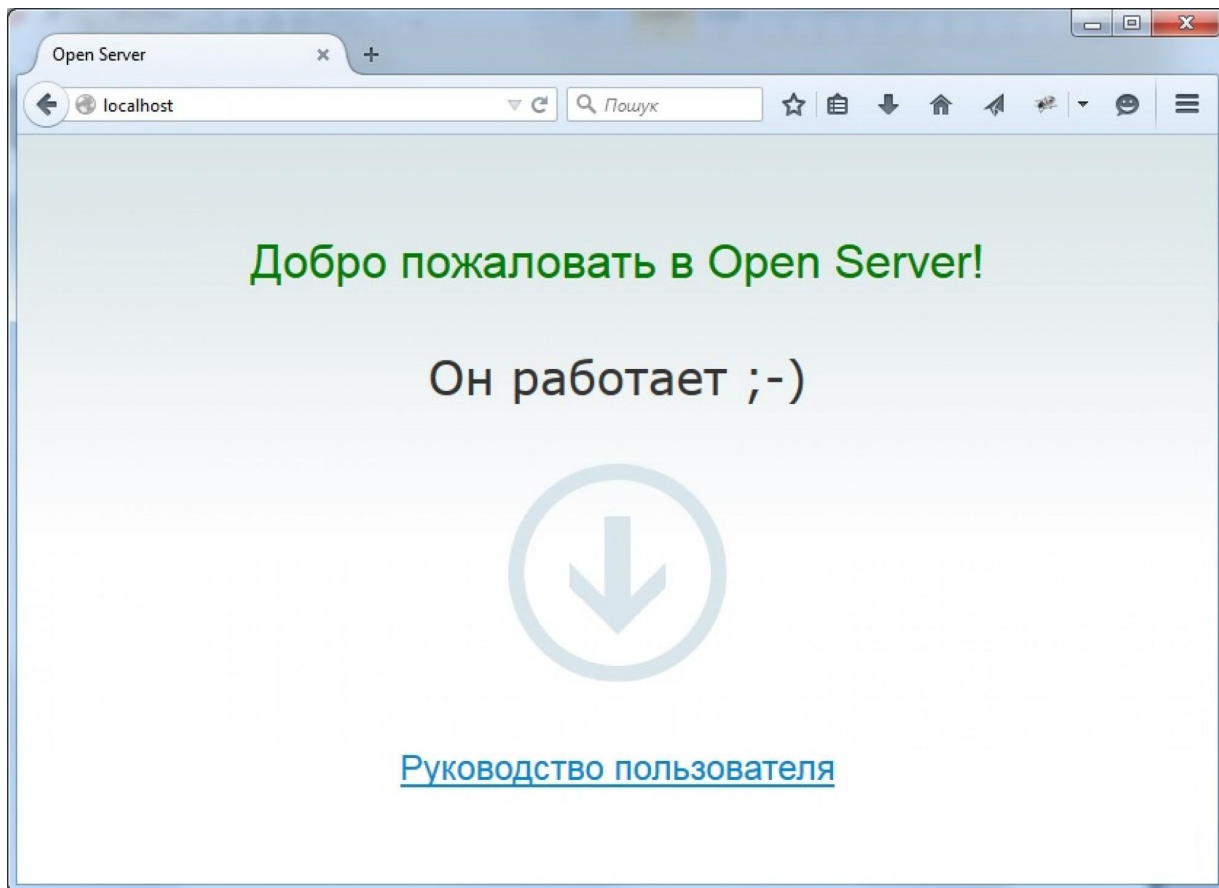 Open Server
localhost
Пошук
Добро пожаловать в Open Server!
Он работает ;-)
Руководство пользователя